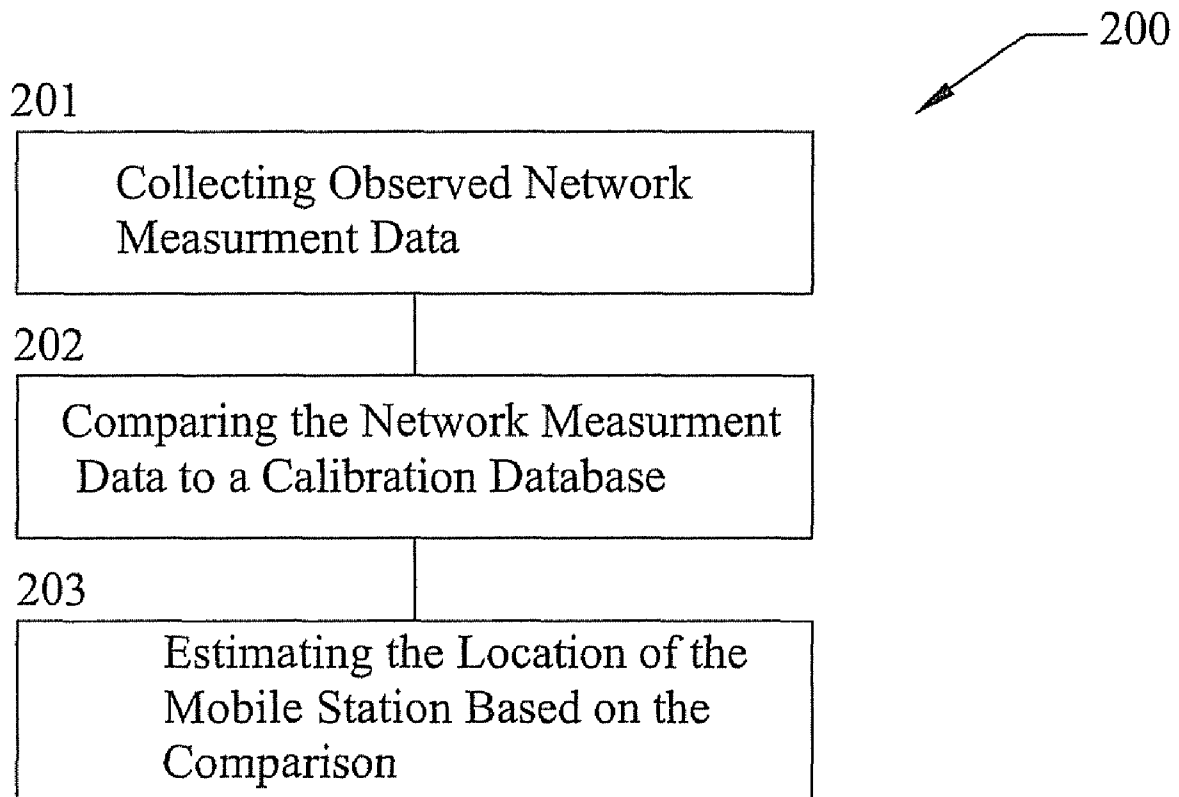 200
201
Collecting Observed Network
Measurment Data
202
Comparing the Network Measurment
Data to a Calibration Database
203
Estimating the Location of the
Mobile Station Based on the
Comparison